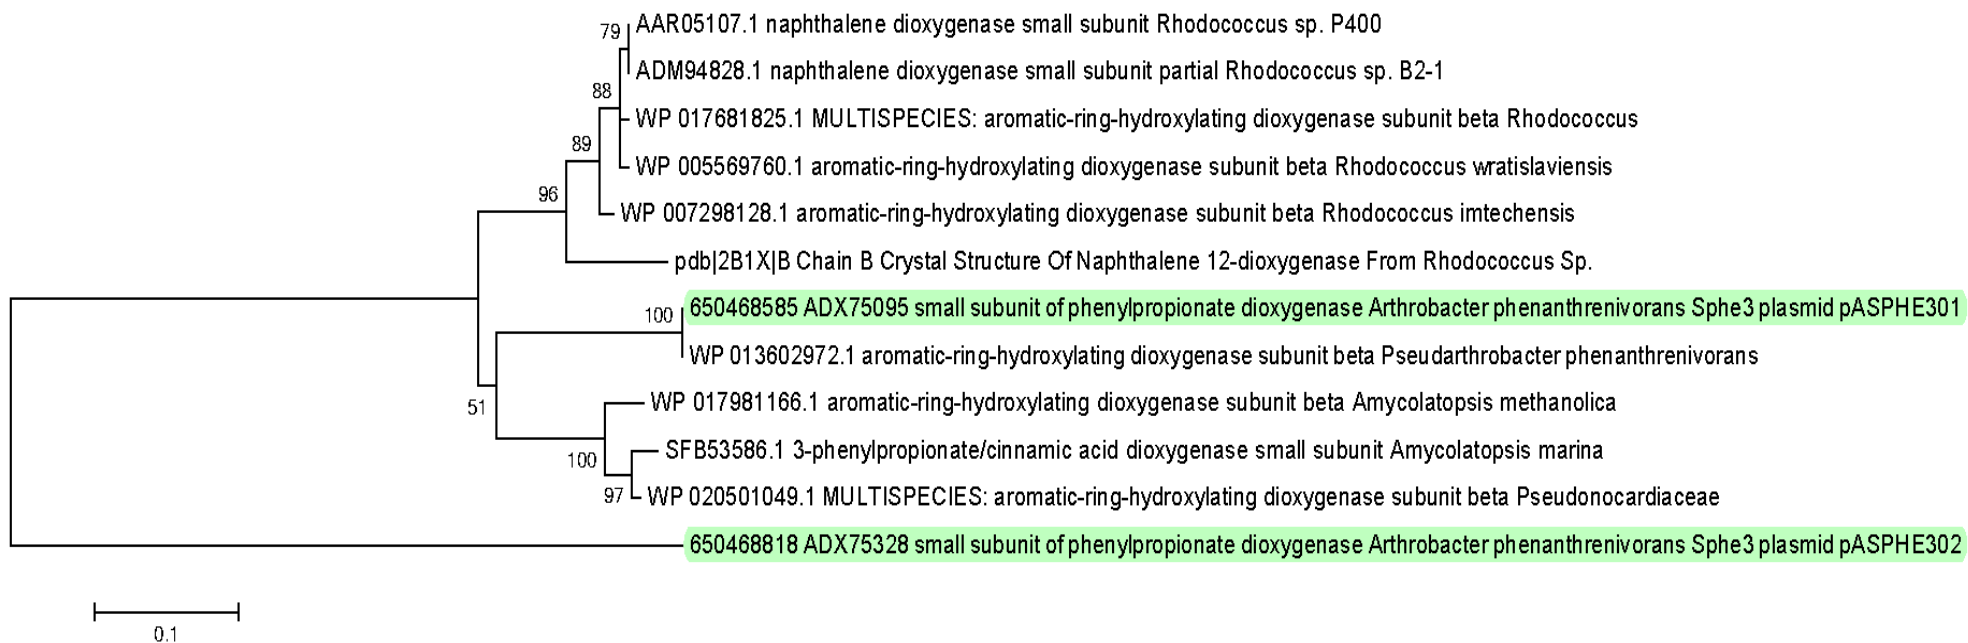 79
AAR05107.1 naphthalene dioxygenase small subunit Rhodococcus sp. P400
ADM94828.1 naphthalene dioxygenase small subunit partial Rhodococcus sp. B2-1
88
WP 017681825.1 MULTISPECIES: aromatic-ring-hydroxylating dioxygenase subunit beta Rhodococcus
89
WP 005569760.1 aromatic-ring-hydroxylating dioxygenase subunit beta Rhodococcus wratislaviensis
96
WP 007298128.1 aromatic-ring-hydroxylating dioxygenase subunit beta Rhodococcus imtechensis
pdb|2B1X|B Chain B Crystal Structure Of Naphthalene 12-dioxygenase From Rhodococcus Sp.
650468585 ADX75095 small subunit of phenylpropionate dioxygenase Arthrobacter phenanthrenivorans Sphe3 plasmid pASPHE301
100
WP 013602972.1 aromatic-ring-hydroxylating dioxygenase subunit beta Pseudarthrobacter phenanthrenivorans
51
WP 017981166.1 aromatic-ring-hydroxylating dioxygenase subunit beta Amycolatopsis methanolica
SFB53586.1 3-phenylpropionate/cinnamic acid dioxygenase small subunit Amycolatopsis marina
100
97
WP 020501049.1 MULTISPECIES: aromatic-ring-hydroxylating dioxygenase subunit beta Pseudonocardiaceae
650468818 ADX75328 small subunit of phenylpropionate dioxygenase Arthrobacter phenanthrenivorans Sphe3 plasmid pASPHE302
0.1